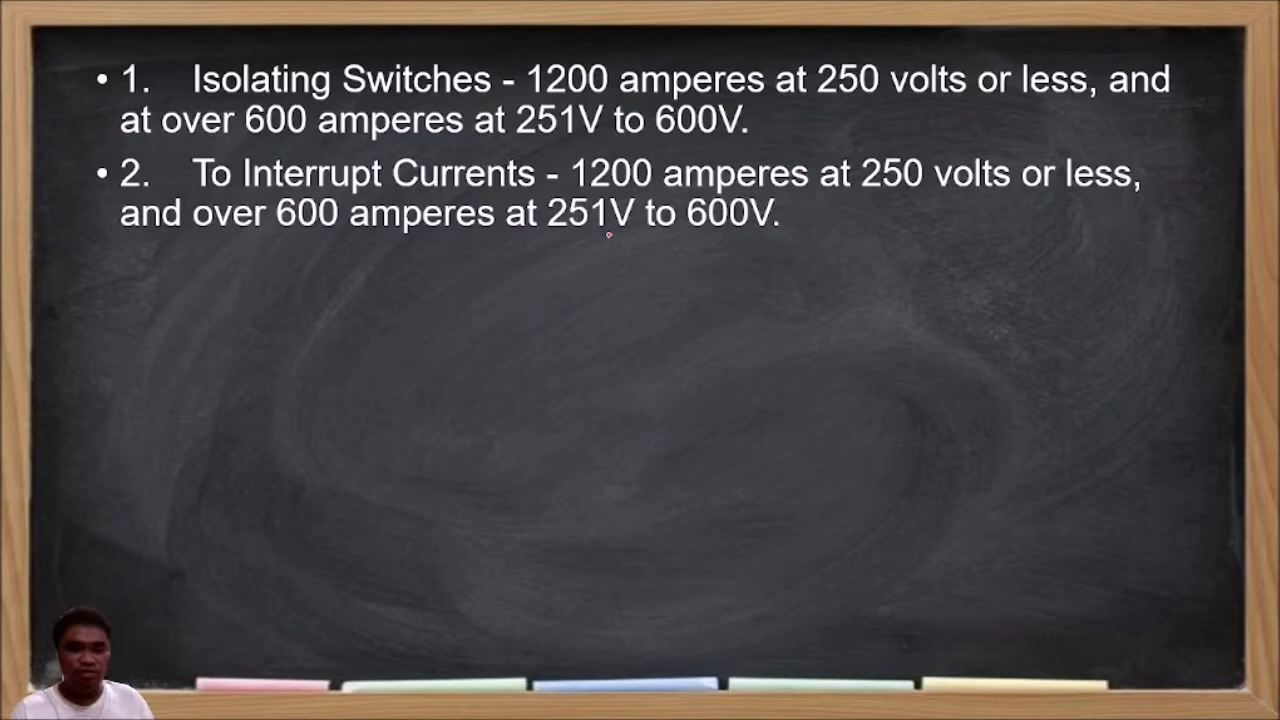 • 1. Isolating Switches - 1200 amperes at 250 volts or less, and
at over 600 amperes at 251V to 600V.
• 2. To Interrupt Currents - 1200 amperes at 250 volts or less,
and over 600 amperes at 251V to 600V.